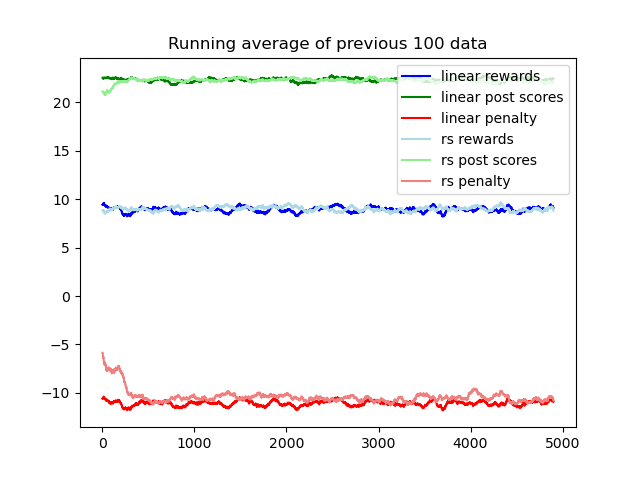 Running average of previous 100 data
linear rewards
linear post scores
linear penalty
rs rewards
rs post scores
rs penalty
20
15
10
5
0
−5
−10
0 1000 2000 3000 4000 5000